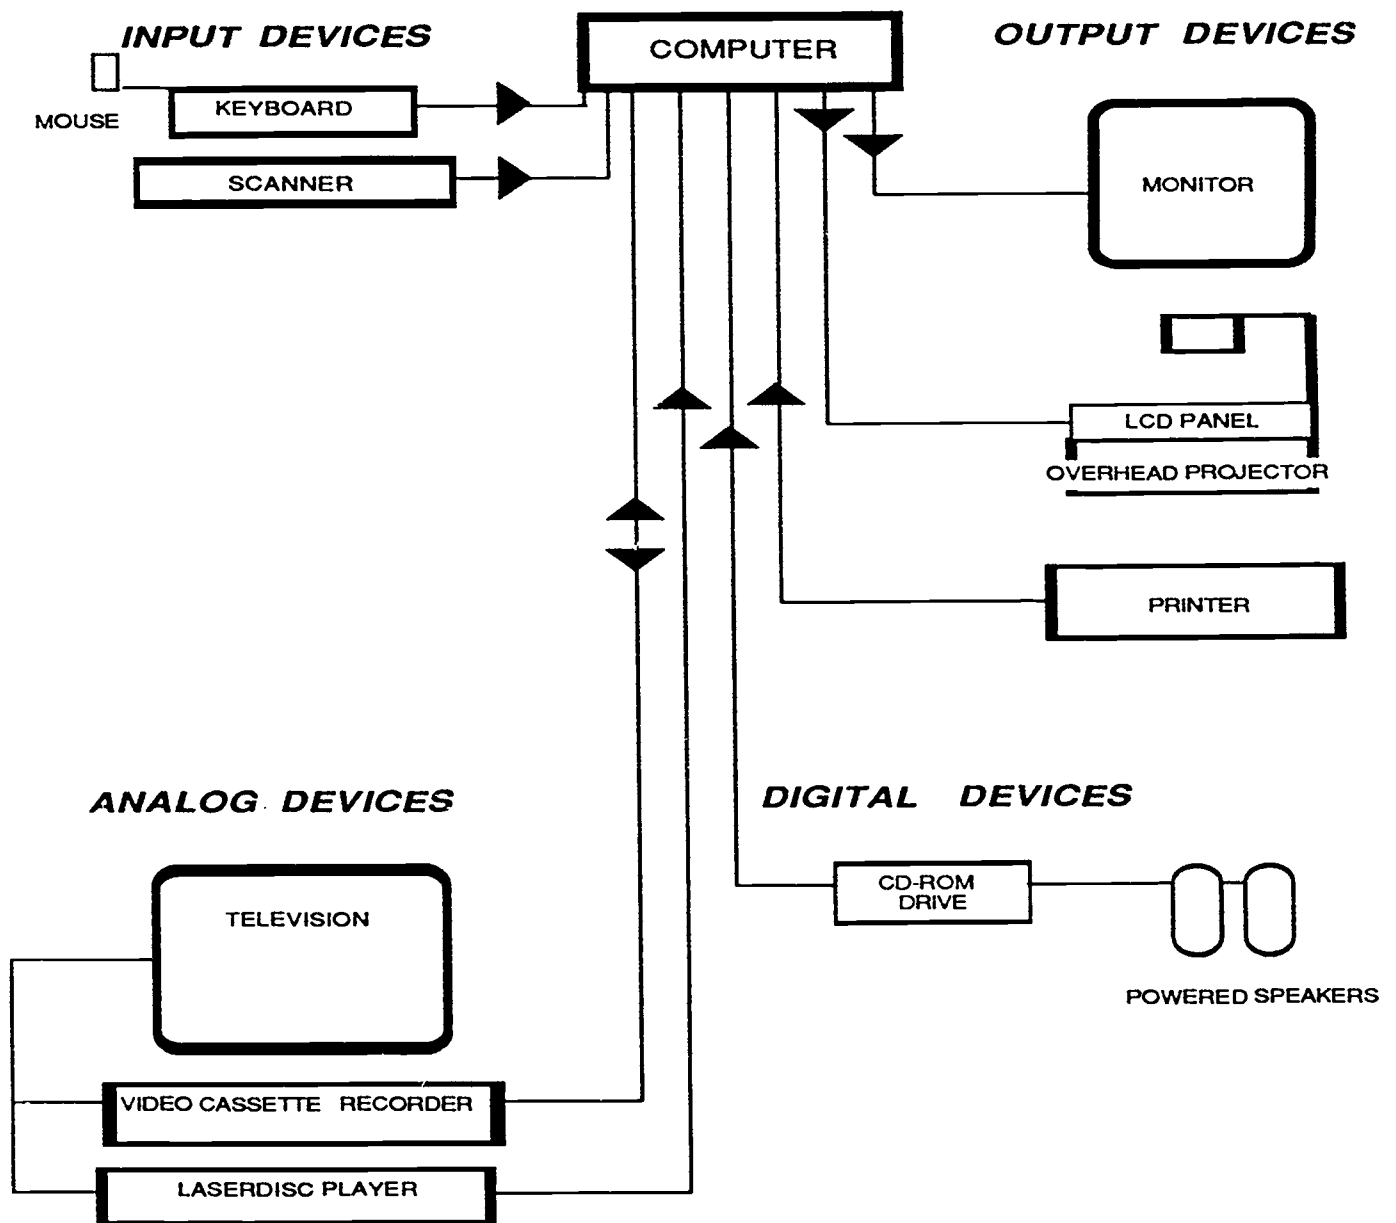 INPUT DEVICES
COMPUTER
OUTPUT DEVICES
MOUSE
KEYBOARD
SCANNER
MONITOR
LCD PANEL
OVERHEAD PROJECTOR
PRINTER
ANALOG DEVICES
DIGITAL DEVICES
TELEVISION
CD-ROM
DRIVE
POWERED SPEAKERS
VIDEO CASSETTE RECORDER
LASERDISC PLAYER